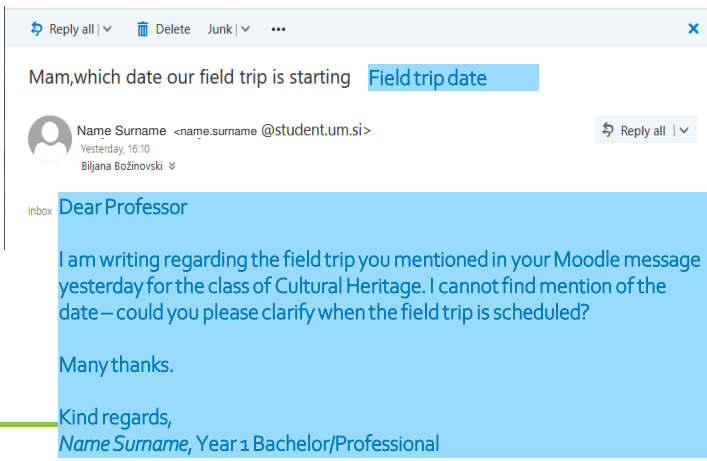 Reply all
Delete
Junk
Mam,which date our field trip is starting Field trip date
Name Surname <name.surname @student.um.si>
Reply all
Yesterday, 16:10
Biljana Božinovski
Inbox
Dear Professor
I am writing regarding the field trip you mentioned in your Moodle message
yesterday for the class of Cultural Heritage. I cannot find mention of the
date – could you please clarify when the field trip is scheduled?
Many thanks.
Kind regards,
Name Surname, Year 1 Bachelor/Professional